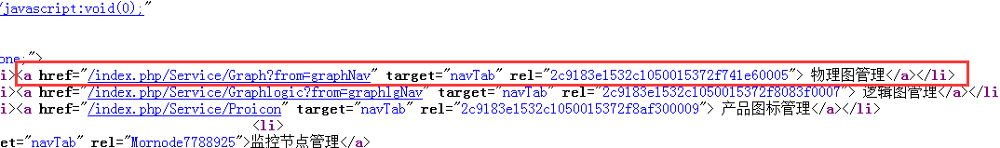 /javascript:void(0);"
one;">
i><a href="/index.php/Service/Graph?from=graphNav" target="navTab" rel="2c9183e1532c1050015372f741e60005"> 物理图管理</a></li>
i><a href="/index.php/Service/Graphlogic?from=graphlgNav" target="navTab" rel="2c9183e1532c1050015372f8083f0007"> 逻辑图管理</a></li
i><a href="/index.php/Service/Proicon" target="navTab" rel="2c9183e1532c1050015372f8af300009"> 产品图标管理</a></li>
<li>
et="navTab" rel="Mornode7788925">监控节点管理</a>